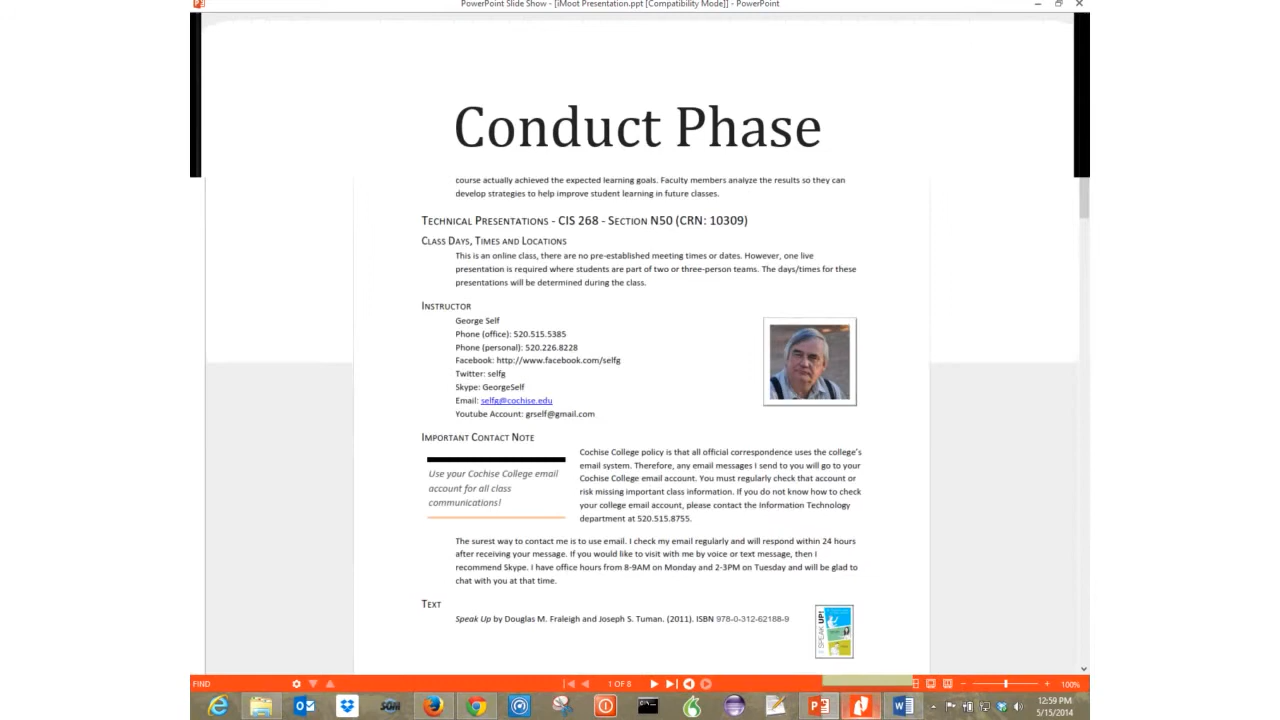 PowerPoint Slide Show - [iMoot Presentation.ppt [Compatibility Mode]] - PowerPoint
Conduct Phase
course actually achieved the expected learning goals. Faculty members analyze the results so they can
develop strategies to help improve student learning in future classes.
Technical Presentations - CIS 268 - Section N50 (CRN: 10309)
Class Days, Times and Locations
This is an online class, there are no pre-established meeting times or dates. However, one live
presentation is required where students are part of two or three-person teams. The days/times for these
presentations will be determined during the class.
Instructor
George Self
Phone (office): 520.515.5385
Phone (personal): 520.226.8228
Facebook: http://www.facebook.com/selfg
Twitter: selfg
Skype: GeorgeSelf
Email: selfg@cochise.edu
Youtube Account: grself@gmail.com
Important Contact Note
Use your Cochise College email
account for all class
communications!
Cochise College policy is that all official correspondence uses the college's
email system. Therefore, any email messages I send to you will go to your
Cochise College email account. You must regularly check that account or
risk missing important class information. If you do not know how to check
your college email account, please contact the Information Technology
department at 520.515.8755.
The surest way to contact me is to use email. I check my email regularly and will respond within 24 hours
after receiving your message. If you would like to visit with me by voice or text message, then I
recommend Skype. I have office hours from 8-9AM on Monday and 2-3PM on Tuesday and will be glad to
chat with you at that time.
Text
Speak Up by Douglas M. Fraleigh and Joseph S. Tuman. (2011). ISBN 978-0-312-62188-9
SPEAK UP!
FIND
1 OF 8
100%
12:59 PM
5/15/2014